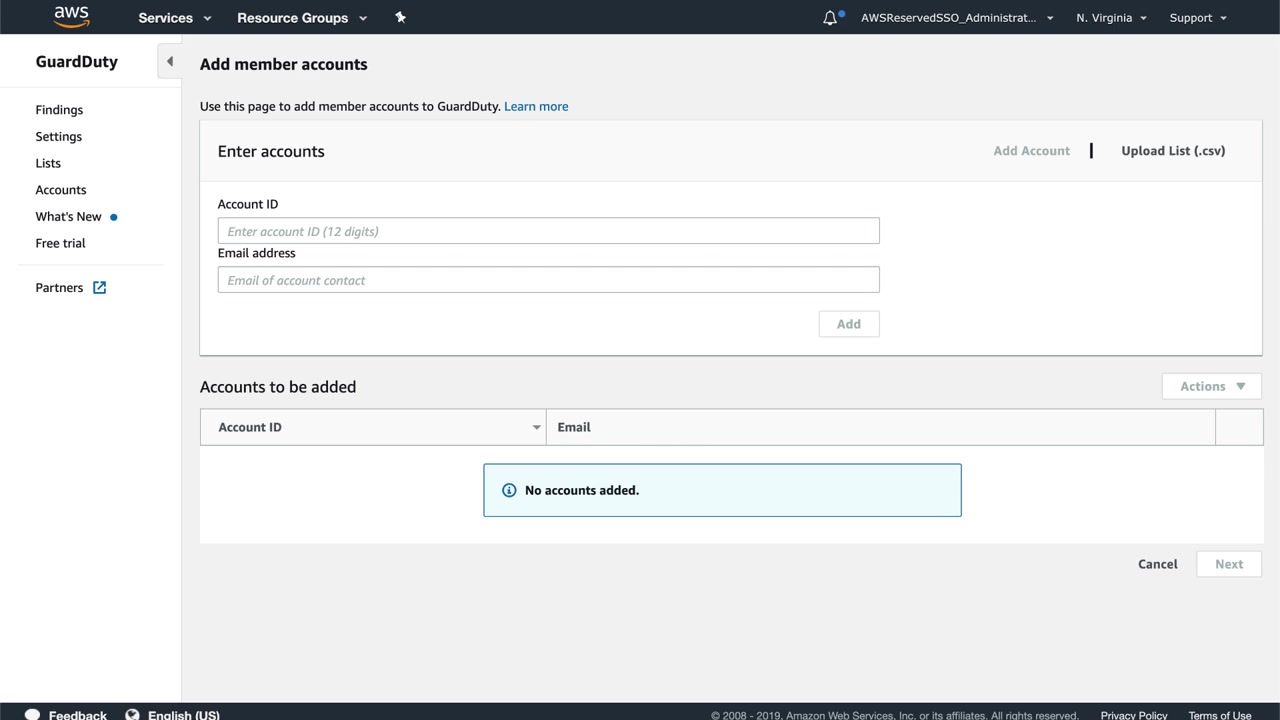 aws Services Resource Groups AWSReservedSSO_Administrat... N. Virginia Support
GuardDuty
Findings
Settings
Lists
Accounts
What's New
Free trial
Partners
Add member accounts
Use this page to add member accounts to GuardDuty. Learn more
Enter accounts Add Account | Upload List (.csv)
Account ID
Enter account ID (12 digits)
Email address
Email of account contact
Add
Accounts to be added Actions
Account ID Email
No accounts added.
Cancel Next
Feedback English (US) © 2008 - 2019, Amazon Web Services, Inc. or its affiliates. All rights reserved. Privacy Policy Terms of Use